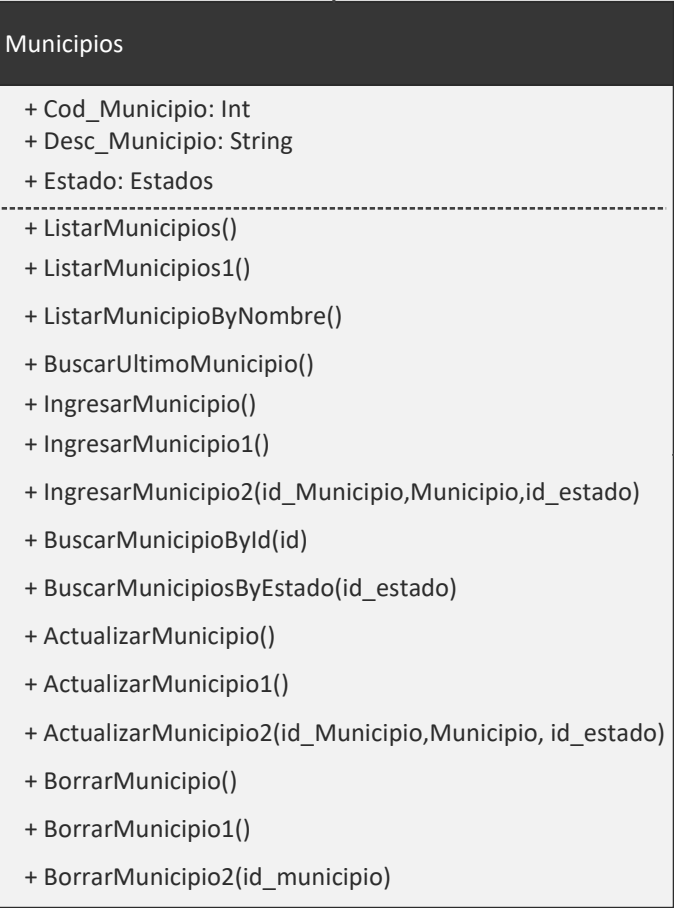 Municipios
+ Cod_Municipio: Int
+ Desc_Municipio: String
+ Estado: Estados
+ ListarMunicipios()
+ ListarMunicipios1()
+ ListarMunicipioByNombre()
+ BuscarUltimoMunicipio()
+ IngresarMunicipio()
+ IngresarMunicipio1()
+ IngresarMunicipio2(id_Municipio,Municipio,id_estado)
+ BuscarMunicipioById(id)
+ BuscarMunicipiosByEstado(id_estado)
+ ActualizarMunicipio()
+ ActualizarMunicipio1()
+ ActualizarMunicipio2(id_Municipio,Municipio, id_estado)
+ BorrarMunicipio()
+ BorrarMunicipio1()
+ BorrarMunicipio2(id_municipio)